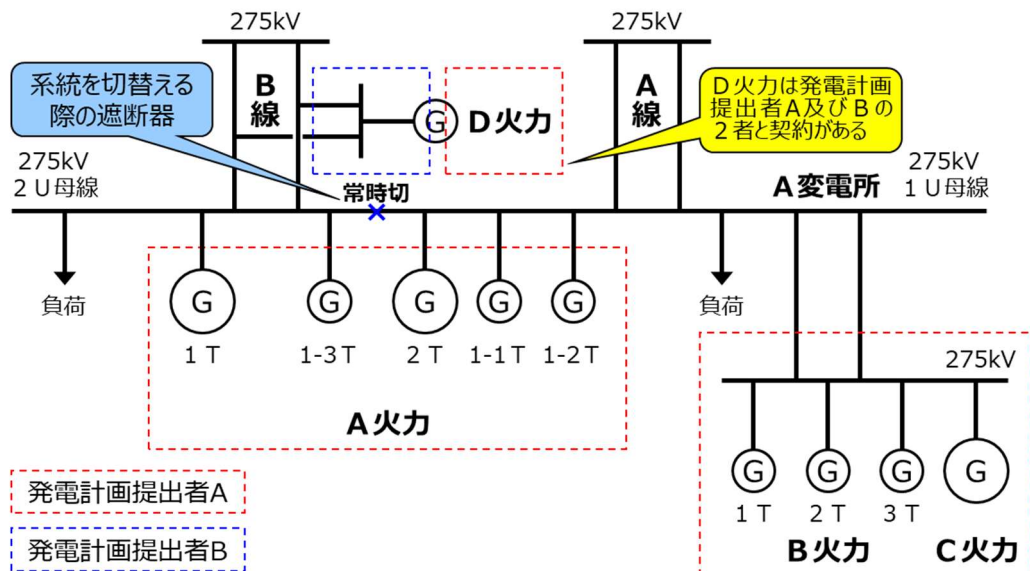 275kV
275kV
系統を切替える
際の遮断器
B
線
G
D火力
A
線
D火力は発電計画
提出者A及びBの
2者と契約がある
275kV
2U母線
常時切
A変電所
275kV
1U母線
負荷
G
1T
G
1-3T
G
2T
G
1-1T
G
1-2T
負荷
A火力
275kV
G
1T
G
2T
G
3T
G
B火力
C火力
発電計画提出者A
発電計画提出者B